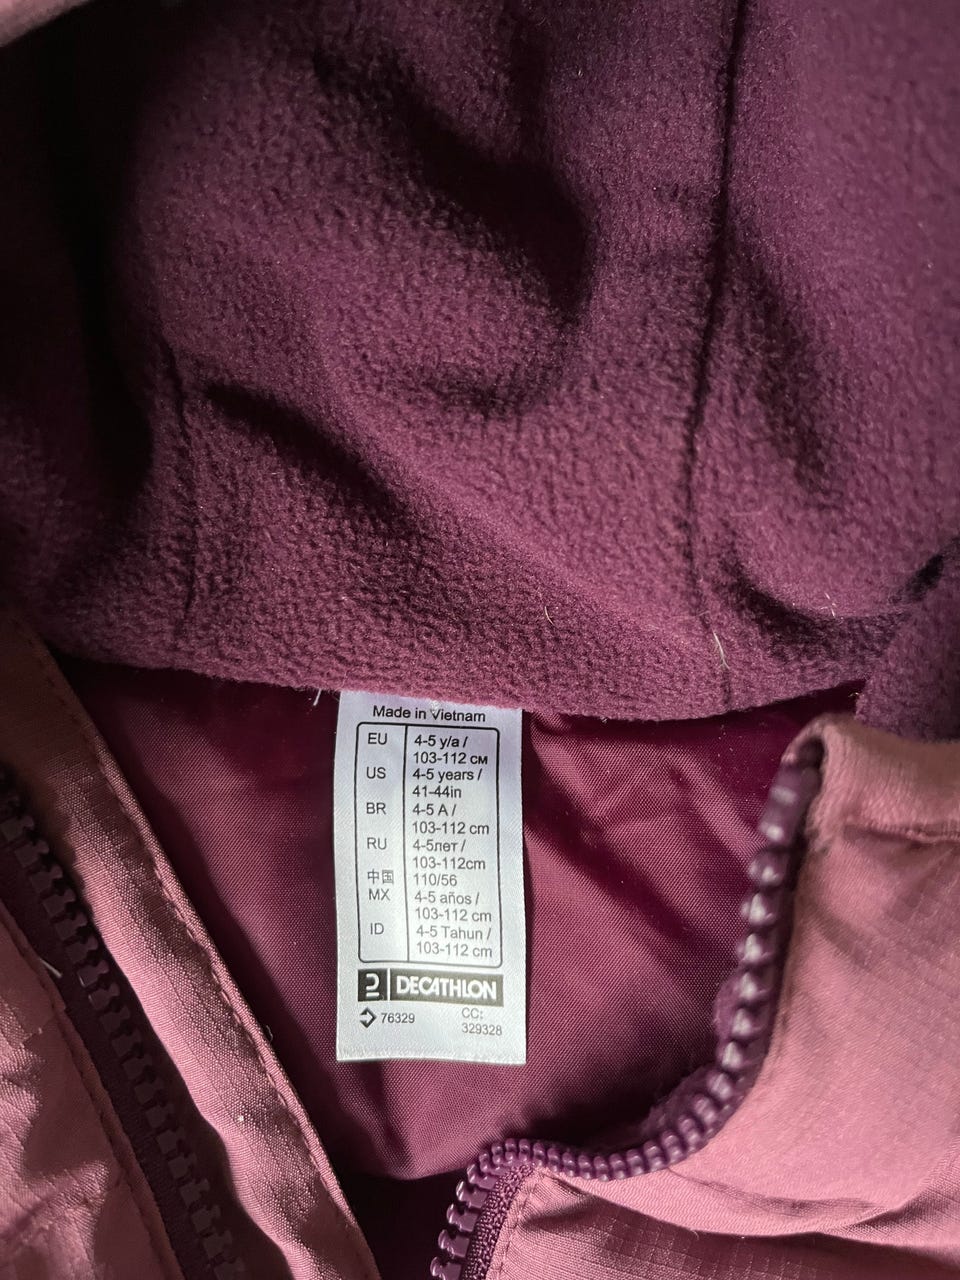 Made in Vietnam
EU 4-5 y/a /
103-112 см
US 4-5 years /
41-44in
BR 4-5 A /
103-112 cm
RU 4-5лет /
103-112cm
中国 110/56
MX 4-5 años /
103-112 cm
ID 4-5 Tahun /
103-112 cm
DECATHLON
76329 CC:
329328